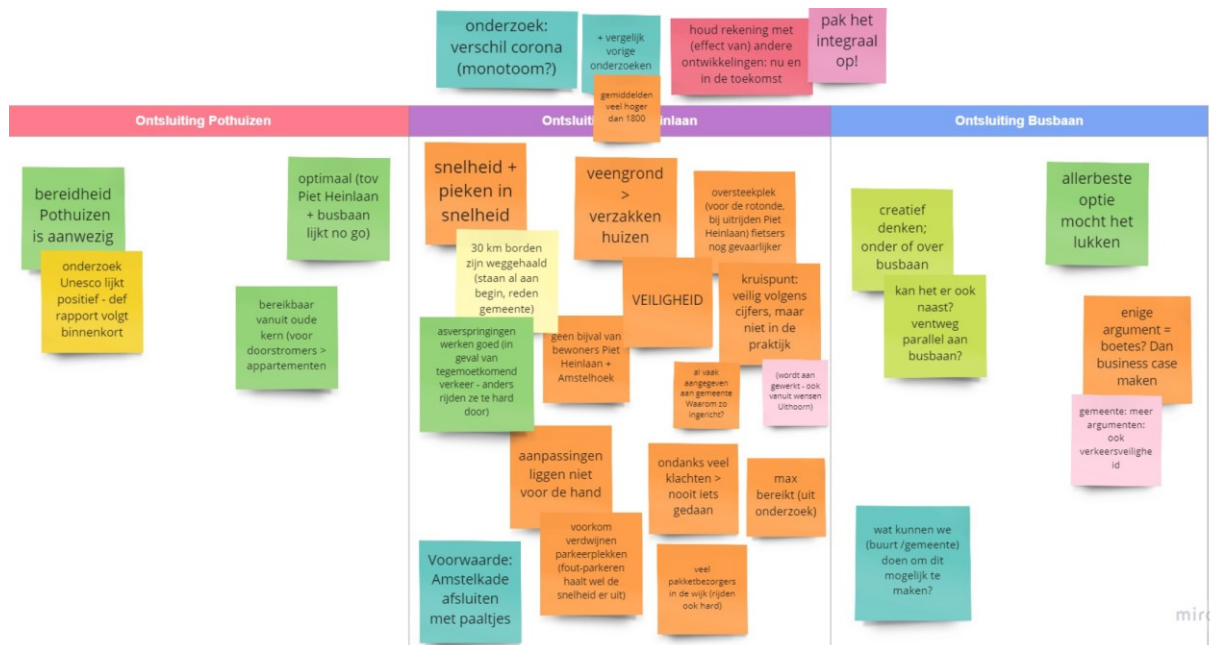 onderzoek:
verschil corona
(monotoom?)
+ vergelijk
vorige
onderzoeken
houd rekening met
(effect van) andere
ontwikkelingen: nu en
in de toekomst
pak het
integraal
op!
gemiddelden
veel hoger
dan 1800
Ontsluiting Pothuizen
bereidheid
Pothuizen
is aanwezig
optimaal (tov
Piet Heinlaan
+ busbaan
lijkt no go)
onderzoek
Unesco lijkt
positief - def
rapport volgt
binnenkort
bereikbaar
vanuit oude
kern (voor
doorstromers >
appartementen
Ontsluiti
inlaan
snelheid +
pieken in
snelheid
veengrond
>
verzakken
huizen
oversteekplek
(voor de rotonde,
bij uitrijden Piet
Heinlaan) fietsers
nog gevaarlijker
30 km borden
zijn weggehaald
(staan al aan
begin, reden
gemeente)
VEILIGHEID
kruispunt:
veilig volgens
cijfers, maar
niet in de
praktijk
asverspringingen
werken goed (in
geval van
tegemoetkomend
verkeer - anders
rijden ze te hard
door)
geen bijval van
bewoners Piet
Heinlaan +
Amstelhoek
al vaak
aangegeven
aan gemeente
Waarom zo
ingericht?
(wordt aan
gewerkt - ook
vanuit wensen
Uithoorn)
aanpassingen
liggen niet
voor de hand
ondanks veel
klachten >
nooit iets
gedaan
max
bereikt (uit
onderzoek)
Voorwaarde:
Amstelkade
afsluiten
met paaltjes
voorkom
verdwijnen
parkeerplekken
(fout-parkeren
haalt wel de
snelheid er uit)
veel
pakketbezorgers
in de wijk (rijden
ook hard)
Ontsluiting Busbaan
creatief
denken;
onder of over
busbaan
allerbeste
optie
mocht het
lukken
kan het er ook
naast?
ventweg
parallel aan
busbaan?
enige
argument =
boetes? Dan
business case
maken
gemeente: meer
argumenten:
ook
verkeersveilighe
id
wat kunnen we
(buurt /gemeente)
doen om dit
mogelijk te
maken?